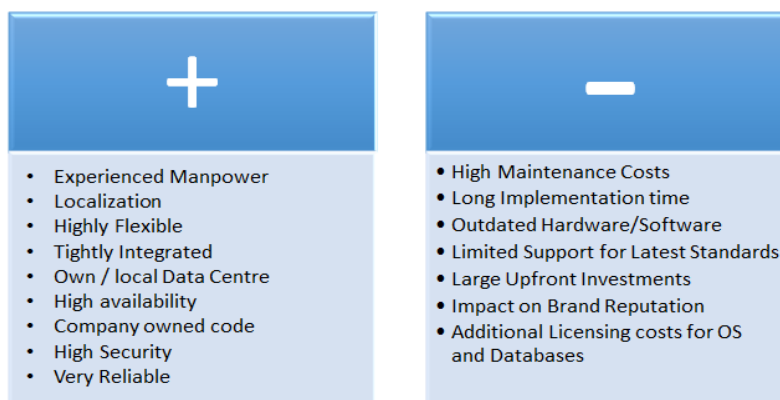 +
• Experienced Manpower
• Localization
• Highly Flexible
• Tightly Integrated
• Own / local Data Centre
• High availability
• Company owned code
• High Security
• Very Reliable
−
• High Maintenance Costs
• Long Implementation time
• Outdated Hardware/Software
• Limited Support for Latest Standards
• Large Upfront Investments
• Impact on Brand Reputation
• Additional Licensing costs for OS
and Databases